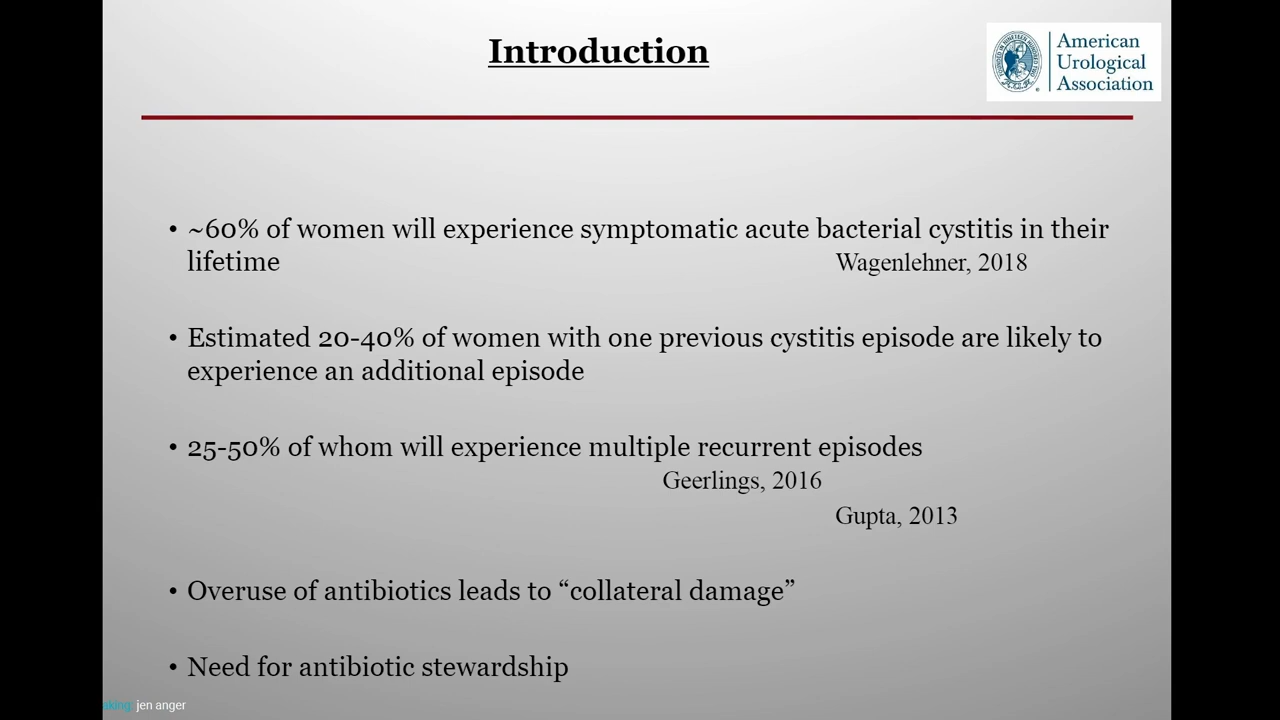 Introduction
American
Urological
Association
• ~60% of women will experience symptomatic acute bacterial cystitis in their
lifetime
Wagenlehner, 2018
• Estimated 20-40% of women with one previous cystitis episode are likely to
experience an additional episode
• 25-50% of whom will experience multiple recurrent episodes
Geerlings, 2016
Gupta, 2013
• Overuse of antibiotics leads to “collateral damage”
• Need for antibiotic stewardship
aking: jen anger